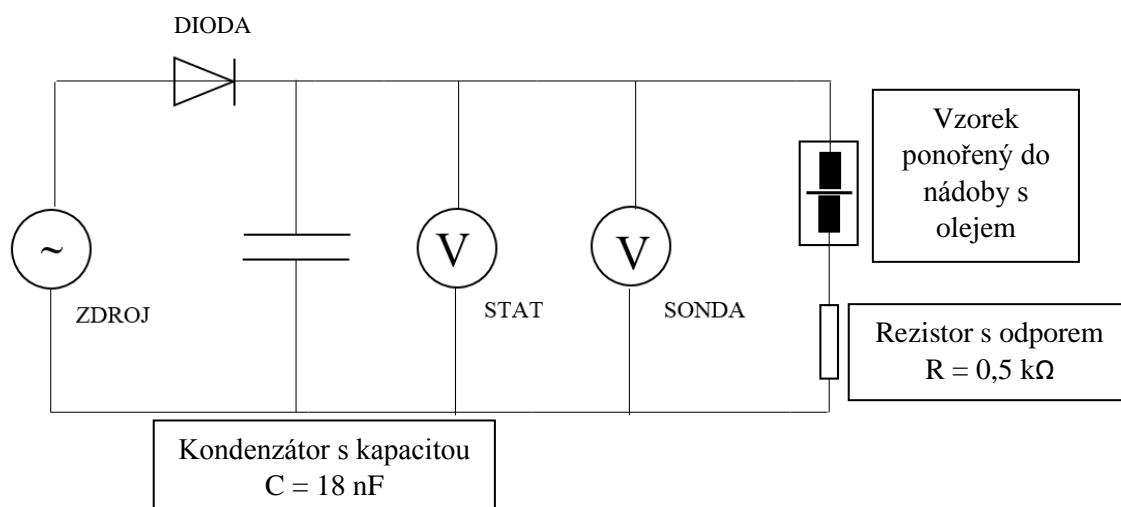 DIODA
~
ZDROJ
V
STAT
V
SONDA
Vzorek
ponořený do
nádoby s
olejem
Rezistor s odporem
R = 0,5 kΩ
Kondenzátor s kapacitou
C = 18 nF